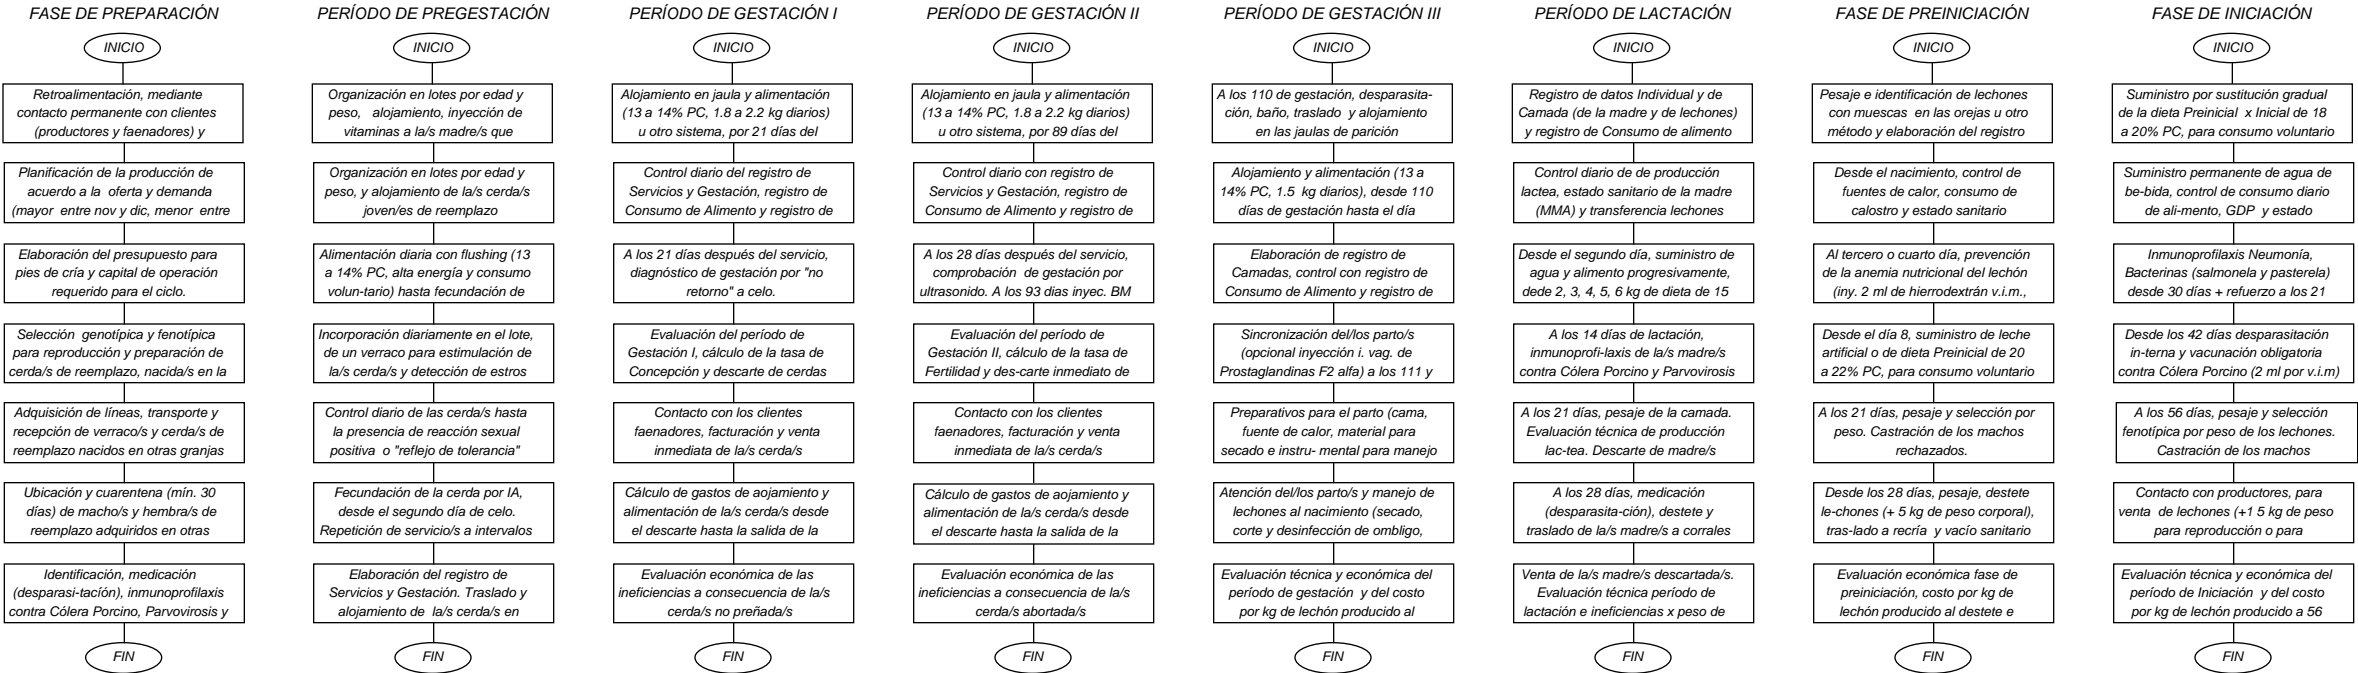 FASE DE PREPARACIÓN
INICIO
Retroalimentación, mediante
contacto permanente con clientes
(productores y faenadores) y
Planificación de la producción de
acuerdo a la oferta y demanda
(mayor entre nov y dic, menor entre
Elaboración del presupuesto para
pies de cría y capital de operación
requerido para el ciclo.
Selección genotípica y fenotípica
para reproducción y preparación de
cerda/s de reemplazo, nacida/s en la
Adquisición de líneas, transporte y
recepción de verraco/s y cerda/s de
reemplazo nacidos en otras granjas
Ubicación y cuarentena (mín. 30
días) de macho/s y hembra/s de
reemplazo adquiridos en otras
Identificación, medicación
(desparasi-tacíón), inmunoprofilaxis
contra Cólera Porcino, Parvovirosis y
FIN
PERÍODO DE PREGESTACIÓN
INICIO
Organización en lotes por edad y
peso, alojamiento, inyección de
vitaminas a la/s madre/s que
Organización en lotes por edad y
peso, y alojamiento de la/s cerda/s
joven/es de reemplazo
Alimentación diaria con flushing (13
a 14% PC, alta energía y consumo
volun-tario) hasta fecundación de
Incorporación diariamente en el lote,
de un verraco para estimulación de
la/s cerda/s y detección de estros
Control diario de las cerda/s hasta
la presencia de reacción sexual
positiva o "reflejo de tolerancia"
Fecundación de la cerda por IA,
desde el segundo día de celo.
Repetición de servicio/s a intervalos
Elaboración del registro de
Servicios y Gestación. Traslado y
alojamiento de la/s cerda/s en
FIN
PERÍODO DE GESTACIÓN I
INICIO
Alojamiento en jaula y alimentación
(13 a 14% PC, 1.8 a 2.2 kg diarios)
u otro sistema, por 21 días del
Control diario del registro de
Servicios y Gestación, registro de
Consumo de Alimento y registro de
A los 21 días después del servicio,
diagnóstico de gestación por "no
retorno" a celo.
Evaluación del período de
Gestación I, cálculo de la tasa de
Concepción y descarte de cerdas
Contacto con los clientes
faenadores, facturación y venta
inmediata de la/s cerda/s
Cálculo de gastos de aojamiento y
alimentación de la/s cerda/s desde
el descarte hasta la salida de la
Evaluación económica de las
ineficiencias a consecuencia de la/s
cerda/s no preñada/s
FIN
PERÍODO DE GESTACIÓN II
INICIO
Alojamiento en jaula y alimentación
(13 a 14% PC, 1.8 a 2.2 kg diarios)
u otro sistema, por 89 días del
Control diario con registro de
Servicios y Gestación, registro de
Consumo de Alimento y registro de
A los 28 días después del servicio,
comprobación de gestación por
ultrasonido. A los 93 dias inyec. BM
Evaluación del período de
Gestación II, cálculo de la tasa de
Fertilidad y des-carte inmediato de
Contacto con los clientes
faenadores, facturación y venta
inmediata de la/s cerda/s
Cálculo de gastos de aojamiento y
alimentación de la/s cerda/s desde
el descarte hasta la salida de la
Evaluación económica de las
ineficiencias a consecuencia de la/s
cerda/s abortada/s
FIN
PERÍODO DE GESTACIÓN III
INICIO
A los 110 de gestación, desparasita-
ción, baño, traslado y alojamiento
en las jaulas de parición
Alojamiento y alimentación (13 a
14% PC, 1.5 kg diarios), desde 110
días de gestación hasta el día
Elaboración de registro de
Camadas, control con registro de
Consumo de Alimento y registro de
Sincronización del/los parto/s
(opcional inyección i. vag. de
Prostaglandinas F2 alfa) a los 111 y
Preparativos para el parto (cama,
fuente de calor, material para
secado e instru- mental para manejo
Atención del/los parto/s y manejo de
lechones al nacimiento (secado,
corte y desinfección de ombligo,
Evaluación técnica y económica del
período de gestación y del costo
por kg de lechón producido al
FIN
PERÍODO DE LACTACIÓN
INICIO
Registro de datos Individual y de
Camada (de la madre y de lechones)
y registro de Consumo de alimento
Control diario de de producción
lactea, estado sanitario de la madre
(MMA) y transferencia lechones
Desde el segundo día, suministro de
agua y alimento progresivamente,
dede 2, 3, 4, 5, 6 kg de dieta de 15
A los 14 días de lactación,
inmunoprofi-laxis de la/s madre/s
contra Cólera Porcino y Parvovirosis
A los 21 días, pesaje de la camada.
Evaluación técnica de producción
lac-tea. Descarte de madre/s
A los 28 días, medicación
(desparasita-ción), destete y
traslado de la/s madre/s a corrales
Venta de la/s madre/s descartada/s.
Evaluación técnica período de
lactación e ineficiencias x peso de
FIN
FASE DE PREINICIACIÓN
INICIO
Pesaje e identificación de lechones
con muescas en las orejas u otro
método y elaboración del registro
Desde el nacimiento, control de
fuentes de calor, consumo de
calostro y estado sanitario
Al tercero o cuarto día, prevención
de la anemia nutricional del lechón
(iny. 2 ml de hierrodextrán v.i.m.,
Desde el día 8, suministro de leche
artificial o de dieta Preinicial de 20
a 22% PC, para consumo voluntario
A los 21 días, pesaje y selección por
peso. Castración de los machos
rechazados.
Desde los 28 días, pesaje, destete
le-chones (+ 5 kg de peso corporal),
tras-lado a recría y vacío sanitario
Evaluación económica fase de
preiniciación, costo por kg de
lechón producido al destete e
FIN
FASE DE INICIACIÓN
INICIO
Suministro por sustitución gradual
de la dieta Preinicial x Inicial de 18
a 20% PC, para consumo voluntario
Suministro permanente de agua de
be-bida, control de consumo diario
de ali-mento, GDP y estado
Inmunoprofilaxis Neumonía,
Bacterinas (salmonela y pasterela)
desde 30 días + refuerzo a los 21
Desde los 42 días desparasitación
in-terna y vacunación obligatoria
contra Cólera Porcino (2 ml por v.i.m)
A los 56 días, pesaje y selección
fenotípica por peso de los lechones.
Castración de los machos
Contacto con productores, para
venta de lechones (+1 5 kg de peso
para reproducción o para
Evaluación técnica y económica del
período de Iniciación y del costo
por kg de lechón producido a 56
FIN